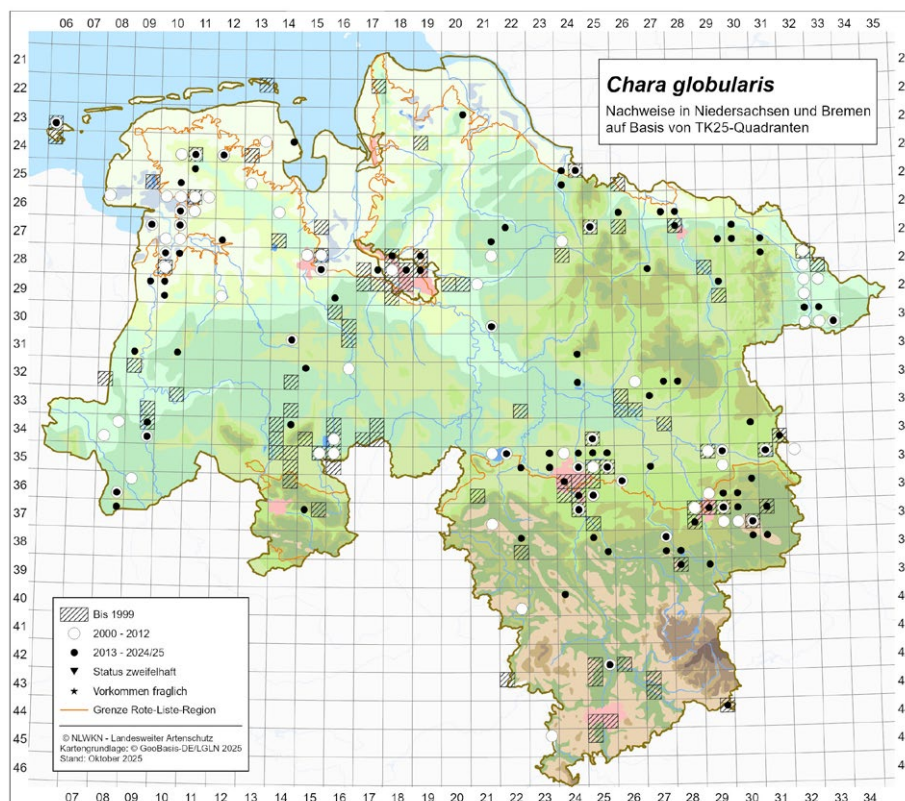 07 08 09 10 11 12 13 14 15 16 17 18 19 20 21 22 23 24 25 26 27 28 29 30 31 32 33 34 35
21
22
23
24
25
26
27
28
29
30
31
32
33
34
35
36
37
38
39
40
41
42
43
44
45
46
Chara globularis
Nachweise in Niedersachsen und Bremen
auf Basis von TK25-Quadranten
Bis 1999
2000 - 2012
2013 - 2024/25
Status zweifelhaft
Vorkommen fraglich
Grenze Rote-Liste-Region
© NLWKN - Landesweiter Artenschutz
Kartengrundlage: © GeoBasis-DE/LGLN 2025
Stand: Oktober 2025
07 08 09 10 11 12 13 14 15 16 17 18 19 20 21 22 23 24 25 26 27 28 29 30 31 32 33 34